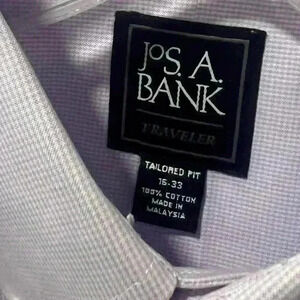 JOS. A.
BANK
TRAVELER
TAILORED FIT
16-33
100% COTTON
MADE IN
MALAYSIA